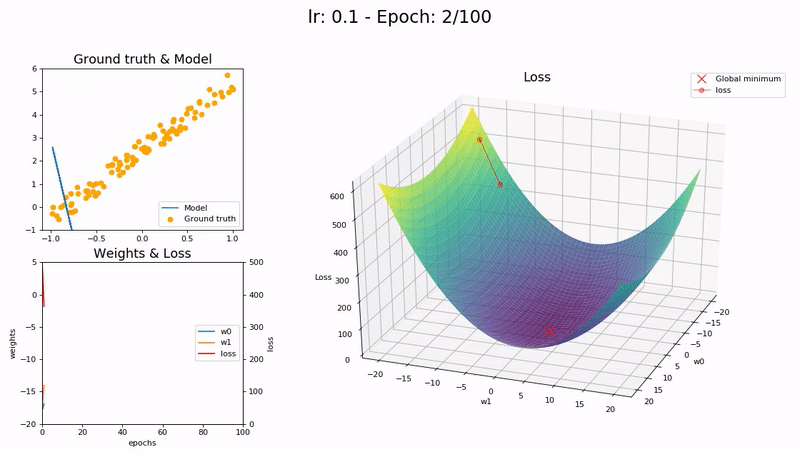 lr: 0.1 - Epoch: 2/100
Ground truth & Model
6
5
4
3
2
1
0
-1
-1.0 -0.5 0.0 0.5 1.0
Model
Ground truth
Weights & Loss
5
0
-5
-10
-15
-20
weights
0 20 40 60 80 100
epochs
500
400
300
200
100
0
loss
w0
w1
loss
Loss
Global minimum
loss
600
500
400
300
200
100
0
Loss
-20 -15 -10 -5 0 5 10 15 20
w1
-20
-15
-10
-5
0
5
10
15
20
w0